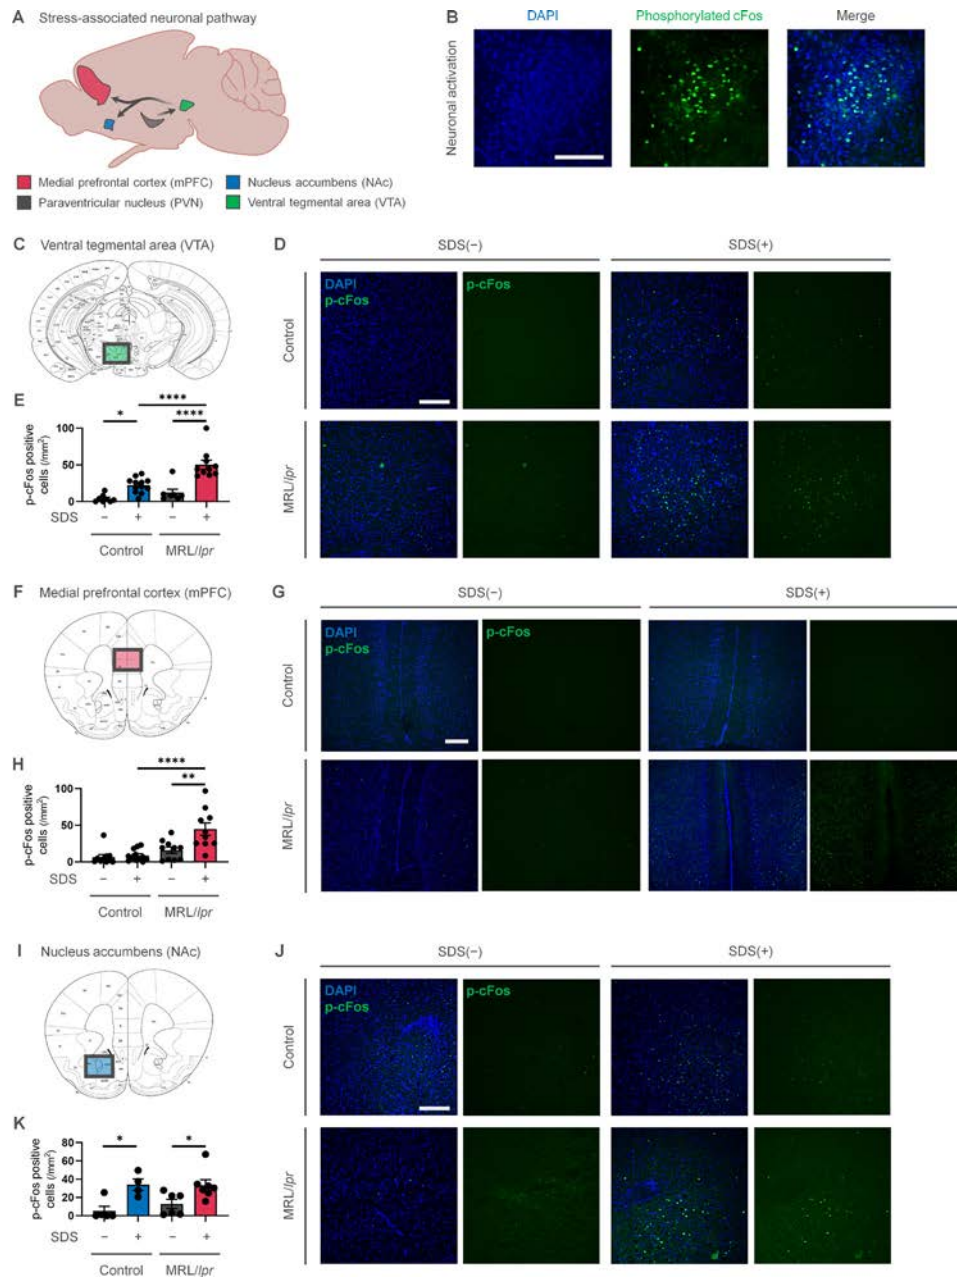 A Stress-associated neuronal pathway
Medial prefrontal cortex (mPFC)
Nucleus accumbens (NAc)
Paraventricular nucleus (PVN)
Ventral tegmental area (VTA)
B
DAPI
Phosphorylated cFos
Merge
Neuronal activation
C Ventral tegmental area (VTA)
D
SDS(−)
SDS(+)
DAPI
p-cFos
p-cFos
Control
MRL/lpr
E
p-cFos positive
cells (/mm²)
100
50
0
*
****
****
SDS − + − +
Control
MRL/lpr
F Medial prefrontal cortex (mPFC)
G
SDS(−)
SDS(+)
DAPI
p-cFos
p-cFos
Control
MRL/lpr
H
p-cFos positive
cells (/mm²)
100
50
0
****
**
SDS − + − +
Control
MRL/lpr
I Nucleus accumbens (NAc)
J
SDS(−)
SDS(+)
DAPI
p-cFos
p-cFos
Control
MRL/lpr
K
p-cFos positive
cells (/mm²)
80
60
40
20
0
*
*
SDS − + − +
Control
MRL/lpr